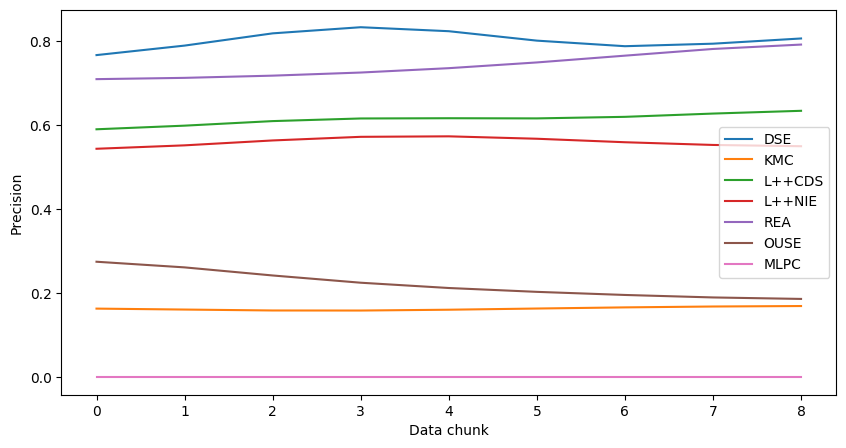 Precision
0.8
0.6
0.4
0.2
0.0
0 1 2 3 4 5 6 7 8
Data chunk
DSE
KMC
L++CDS
L++NIE
REA
OUSE
MLPC